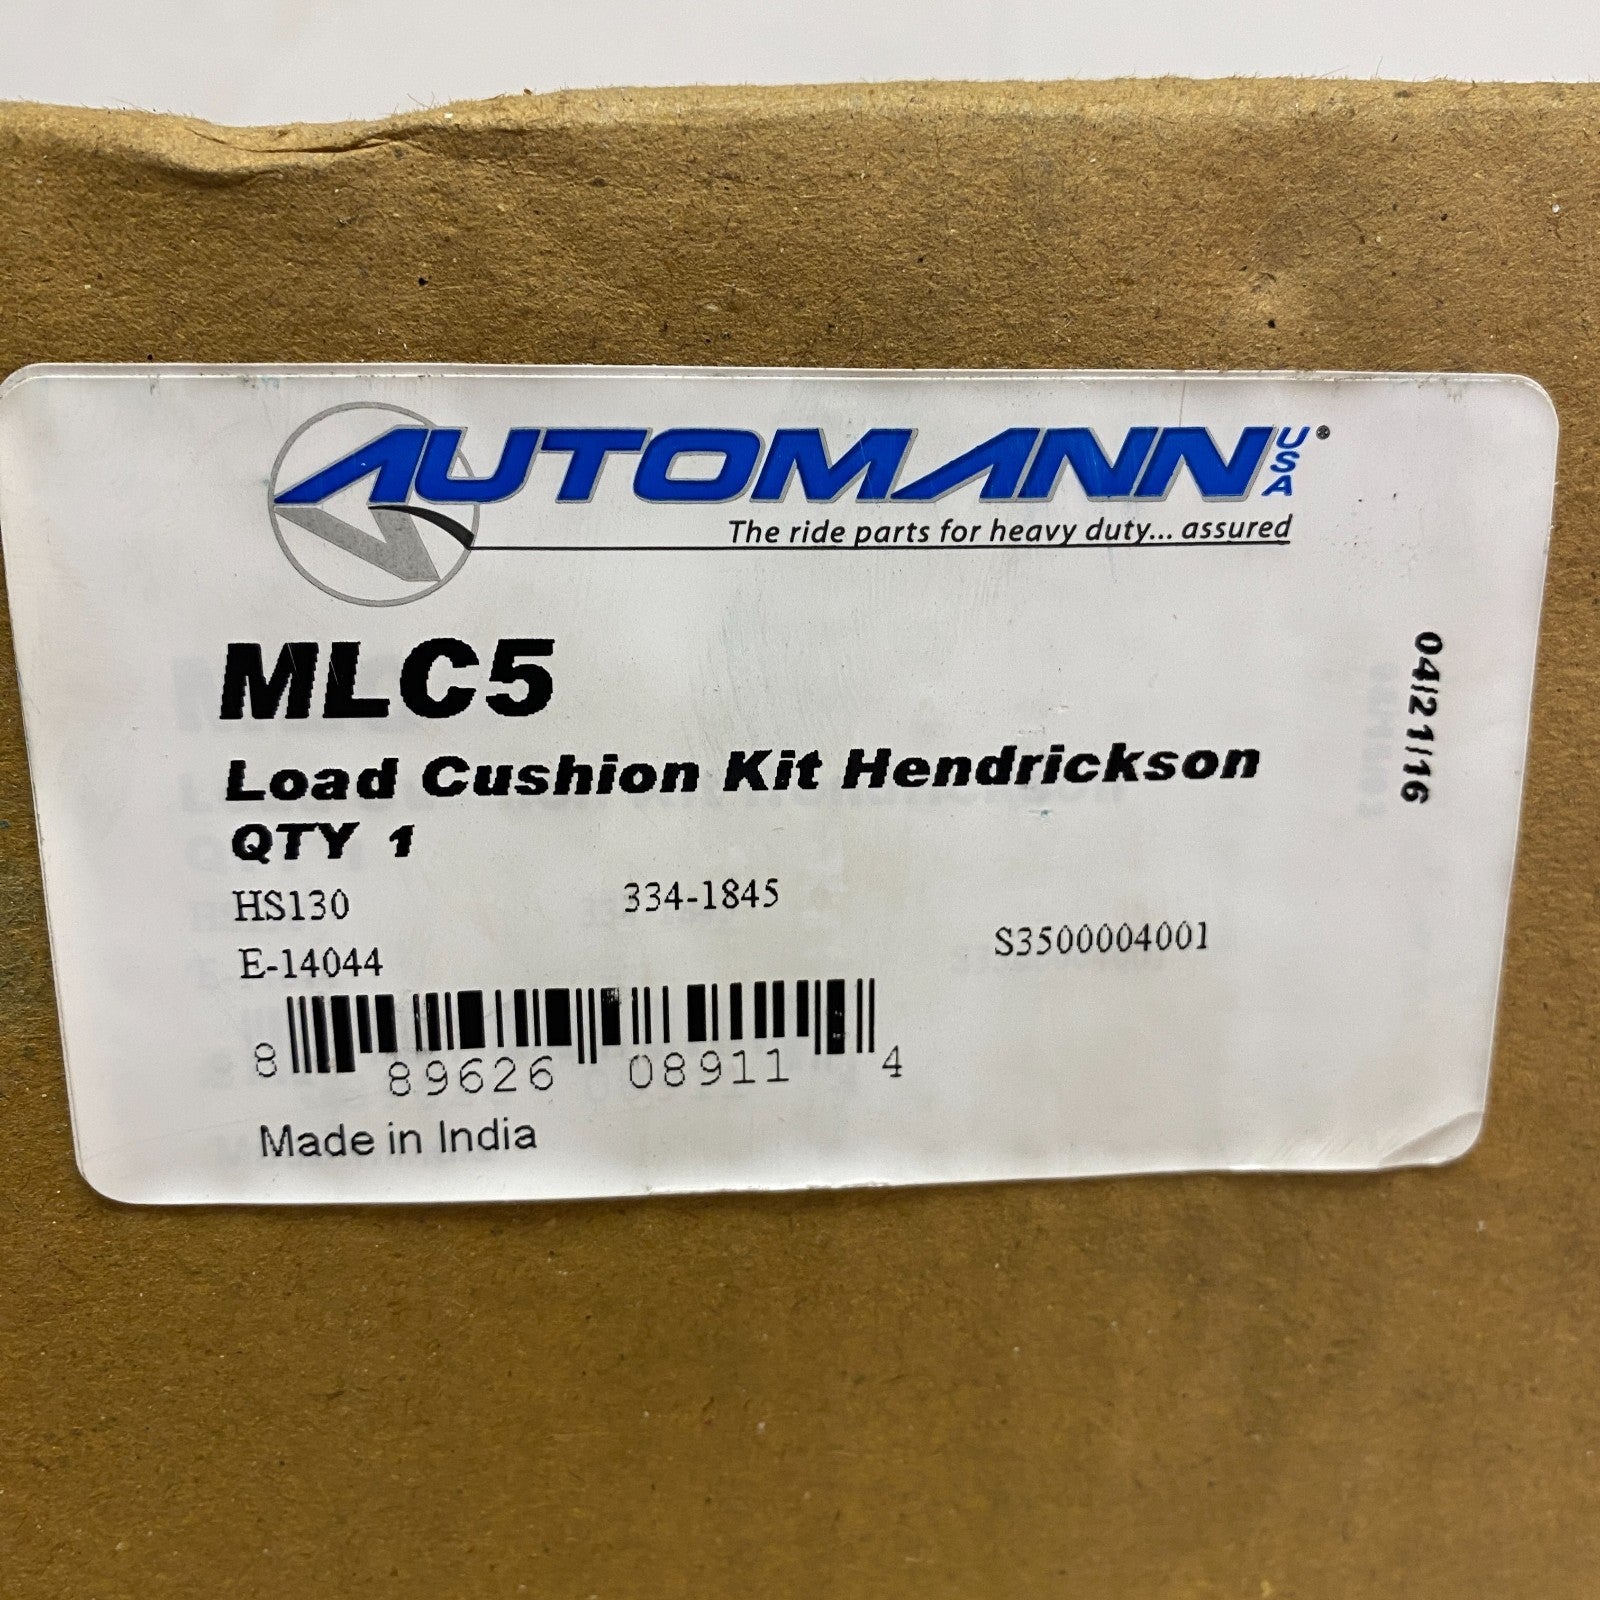 AUTOMANN USA®
The ride parts for heavy duty... assured
MLC5
04/21/16
Load Cushion Kit Hendrickson
QTY 1
HS130 334-1845
E-14044 S3500004001
8 89626 08911 4
Made in India